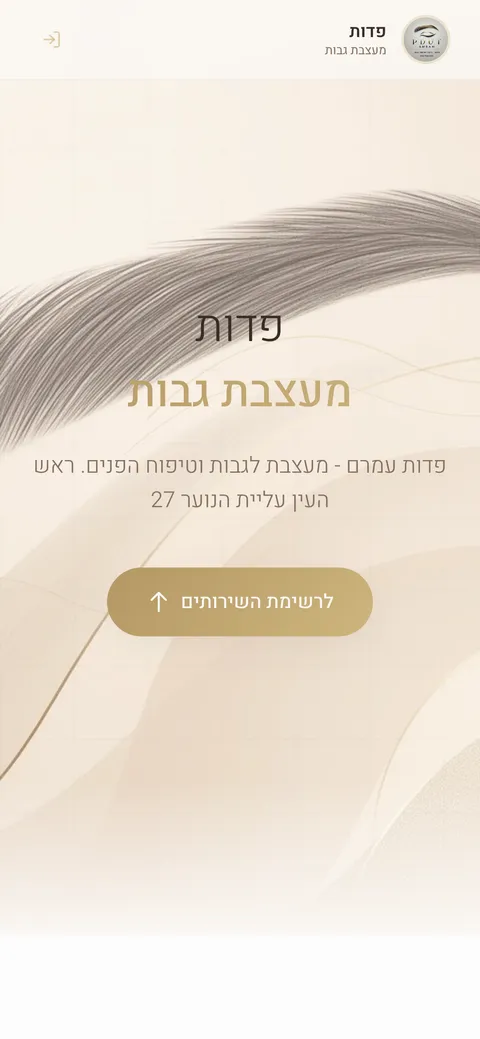 פדות
מעצבת גבות
פדות
מעצבת גבות
פדות עמרם - מעצבת לגבות וטיפוח הפנים. ראש
העין עליית הנוער 27
לרשימת השירותים